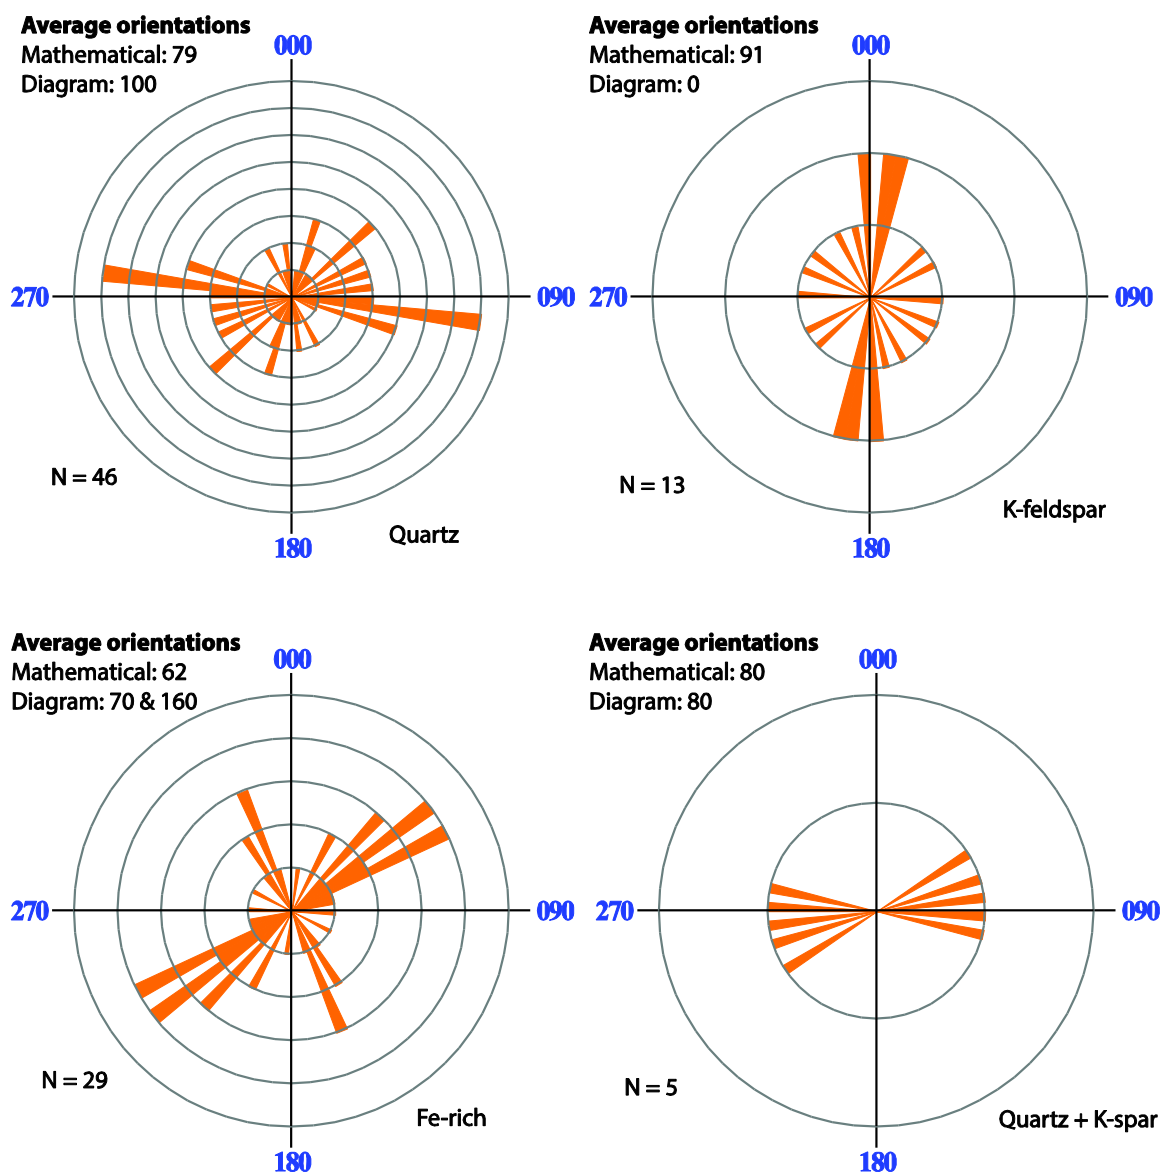 Average orientations
Mathematical: 79
Diagram: 100
000
270
090
180
N = 46
Quartz
Average orientations
Mathematical: 91
Diagram: 0
000
270
090
180
N = 13
K-feldspar
Average orientations
Mathematical: 62
Diagram: 70 & 160
000
270
090
180
N = 29
Fe-rich
Average orientations
Mathematical: 80
Diagram: 80
000
270
090
180
N = 5
Quartz + K-spar